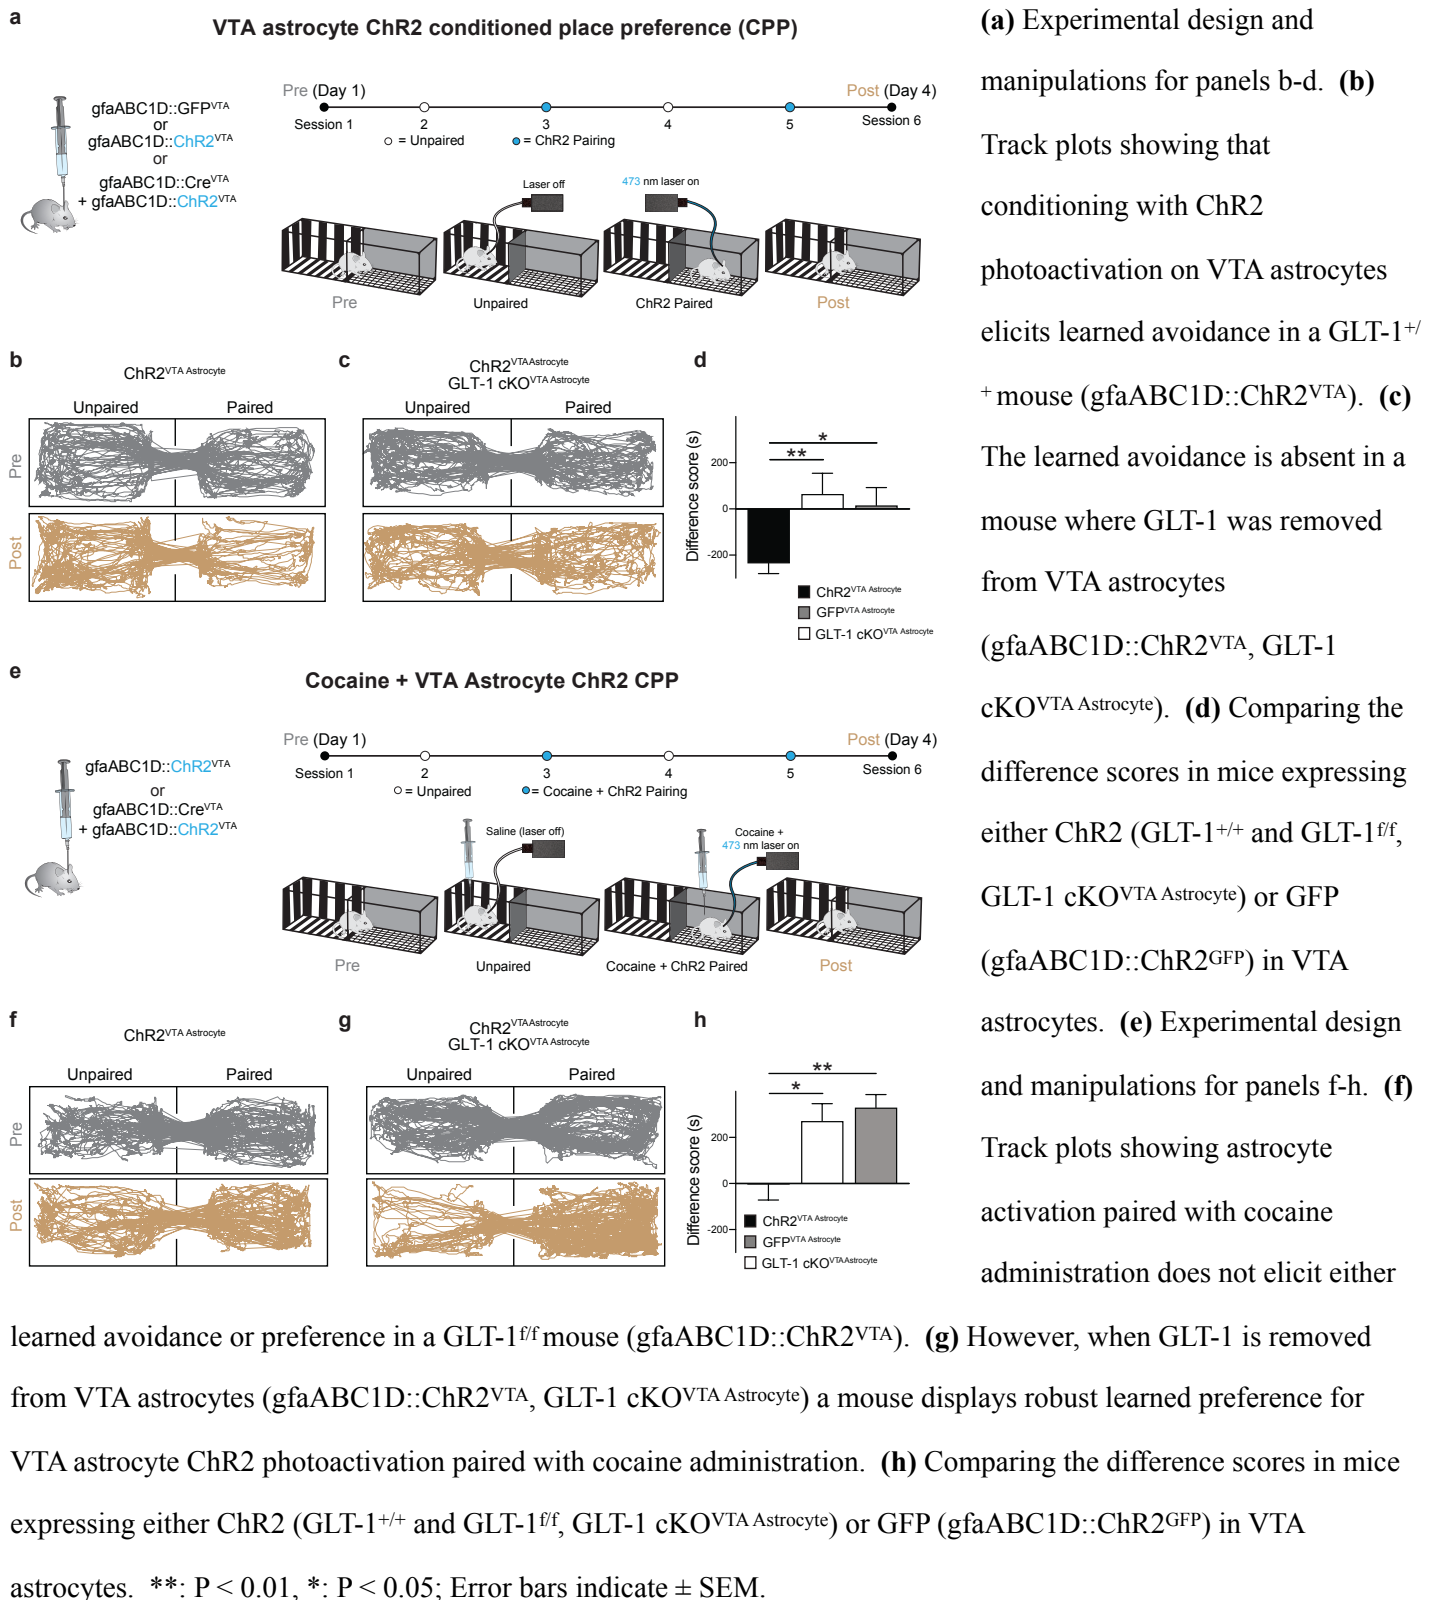 a
VTA astrocyte ChR2 conditioned place preference (CPP)
gfaABC1D::GFPVTA
or
gfaABC1D::ChR2VTA
or
gfaABC1D::CreVTA
+ gfaABC1D::ChR2VTA
Pre (Day 1)
Post (Day 4)
Session 1
2
3
4
5
Session 6
= Unpaired
= ChR2 Pairing
Laser off
473 nm laser on
Pre
Unpaired
ChR2 Paired
Post
b
ChR2VTA Astrocyte
Unpaired
Paired
Pre
Post
c
ChR2VTA Astrocyte
GLT-1 cKOVTA Astrocyte
Unpaired
Paired
d
Difference score (s)
200
0
-200
**
*
ChR2VTA Astrocyte
GFPVTA Astrocyte
GLT-1 cKOVTA Astrocyte
e
Cocaine + VTA Astrocyte ChR2 CPP
gfaABC1D::ChR2VTA
or
gfaABC1D::CreVTA
+ gfaABC1D::ChR2VTA
Pre (Day 1)
Post (Day 4)
Session 1
2
3
4
5
Session 6
= Unpaired
= Cocaine + ChR2 Pairing
Saline (laser off)
Cocaine +
473 nm laser on
Pre
Unpaired
Cocaine + ChR2 Paired
Post
f
ChR2VTA Astrocyte
Unpaired
Paired
Pre
Post
g
ChR2VTA Astrocyte
GLT-1 cKOVTA Astrocyte
Unpaired
Paired
h
Difference score (s)
200
0
-200
*
**
ChR2VTA Astrocyte
GFPVTA Astrocyte
GLT-1 cKOVTA Astrocyte
(a) Experimental design and
manipulations for panels b-d. (b)
Track plots showing that
conditioning with ChR2
photoactivation on VTA astrocytes
elicits learned avoidance in a GLT-1+/
+ mouse (gfaABC1D::ChR2VTA). (c)
The learned avoidance is absent in a
mouse where GLT-1 was removed
from VTA astrocytes
(gfaABC1D::ChR2VTA, GLT-1
cKOVTA Astrocyte). (d) Comparing the
difference scores in mice expressing
either ChR2 (GLT-1+/+ and GLT-1f/f,
GLT-1 cKOVTA Astrocyte) or GFP
(gfaABC1D::ChR2GFP) in VTA
astrocytes. (e) Experimental design
and manipulations for panels f-h. (f)
Track plots showing astrocyte
activation paired with cocaine
administration does not elicit either
learned avoidance or preference in a GLT-1f/f mouse (gfaABC1D::ChR2VTA). (g) However, when GLT-1 is removed
from VTA astrocytes (gfaABC1D::ChR2VTA, GLT-1 cKOVTA Astrocyte) a mouse displays robust learned preference for
VTA astrocyte ChR2 photoactivation paired with cocaine administration. (h) Comparing the difference scores in mice
expressing either ChR2 (GLT-1+/+ and GLT-1f/f, GLT-1 cKOVTA Astrocyte) or GFP (gfaABC1D::ChR2GFP) in VTA
astrocytes. **: P < 0.01, *: P < 0.05; Error bars indicate ± SEM.